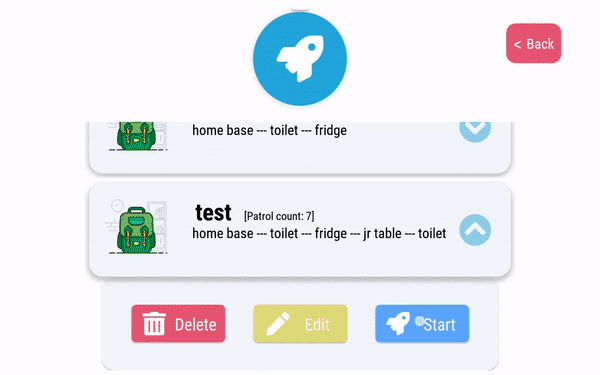 < Back
home base --- toilet --- fridge
test [Patrol count: 7]
home base --- toilet --- fridge --- jr table --- toilet
Delete
Edit
Start